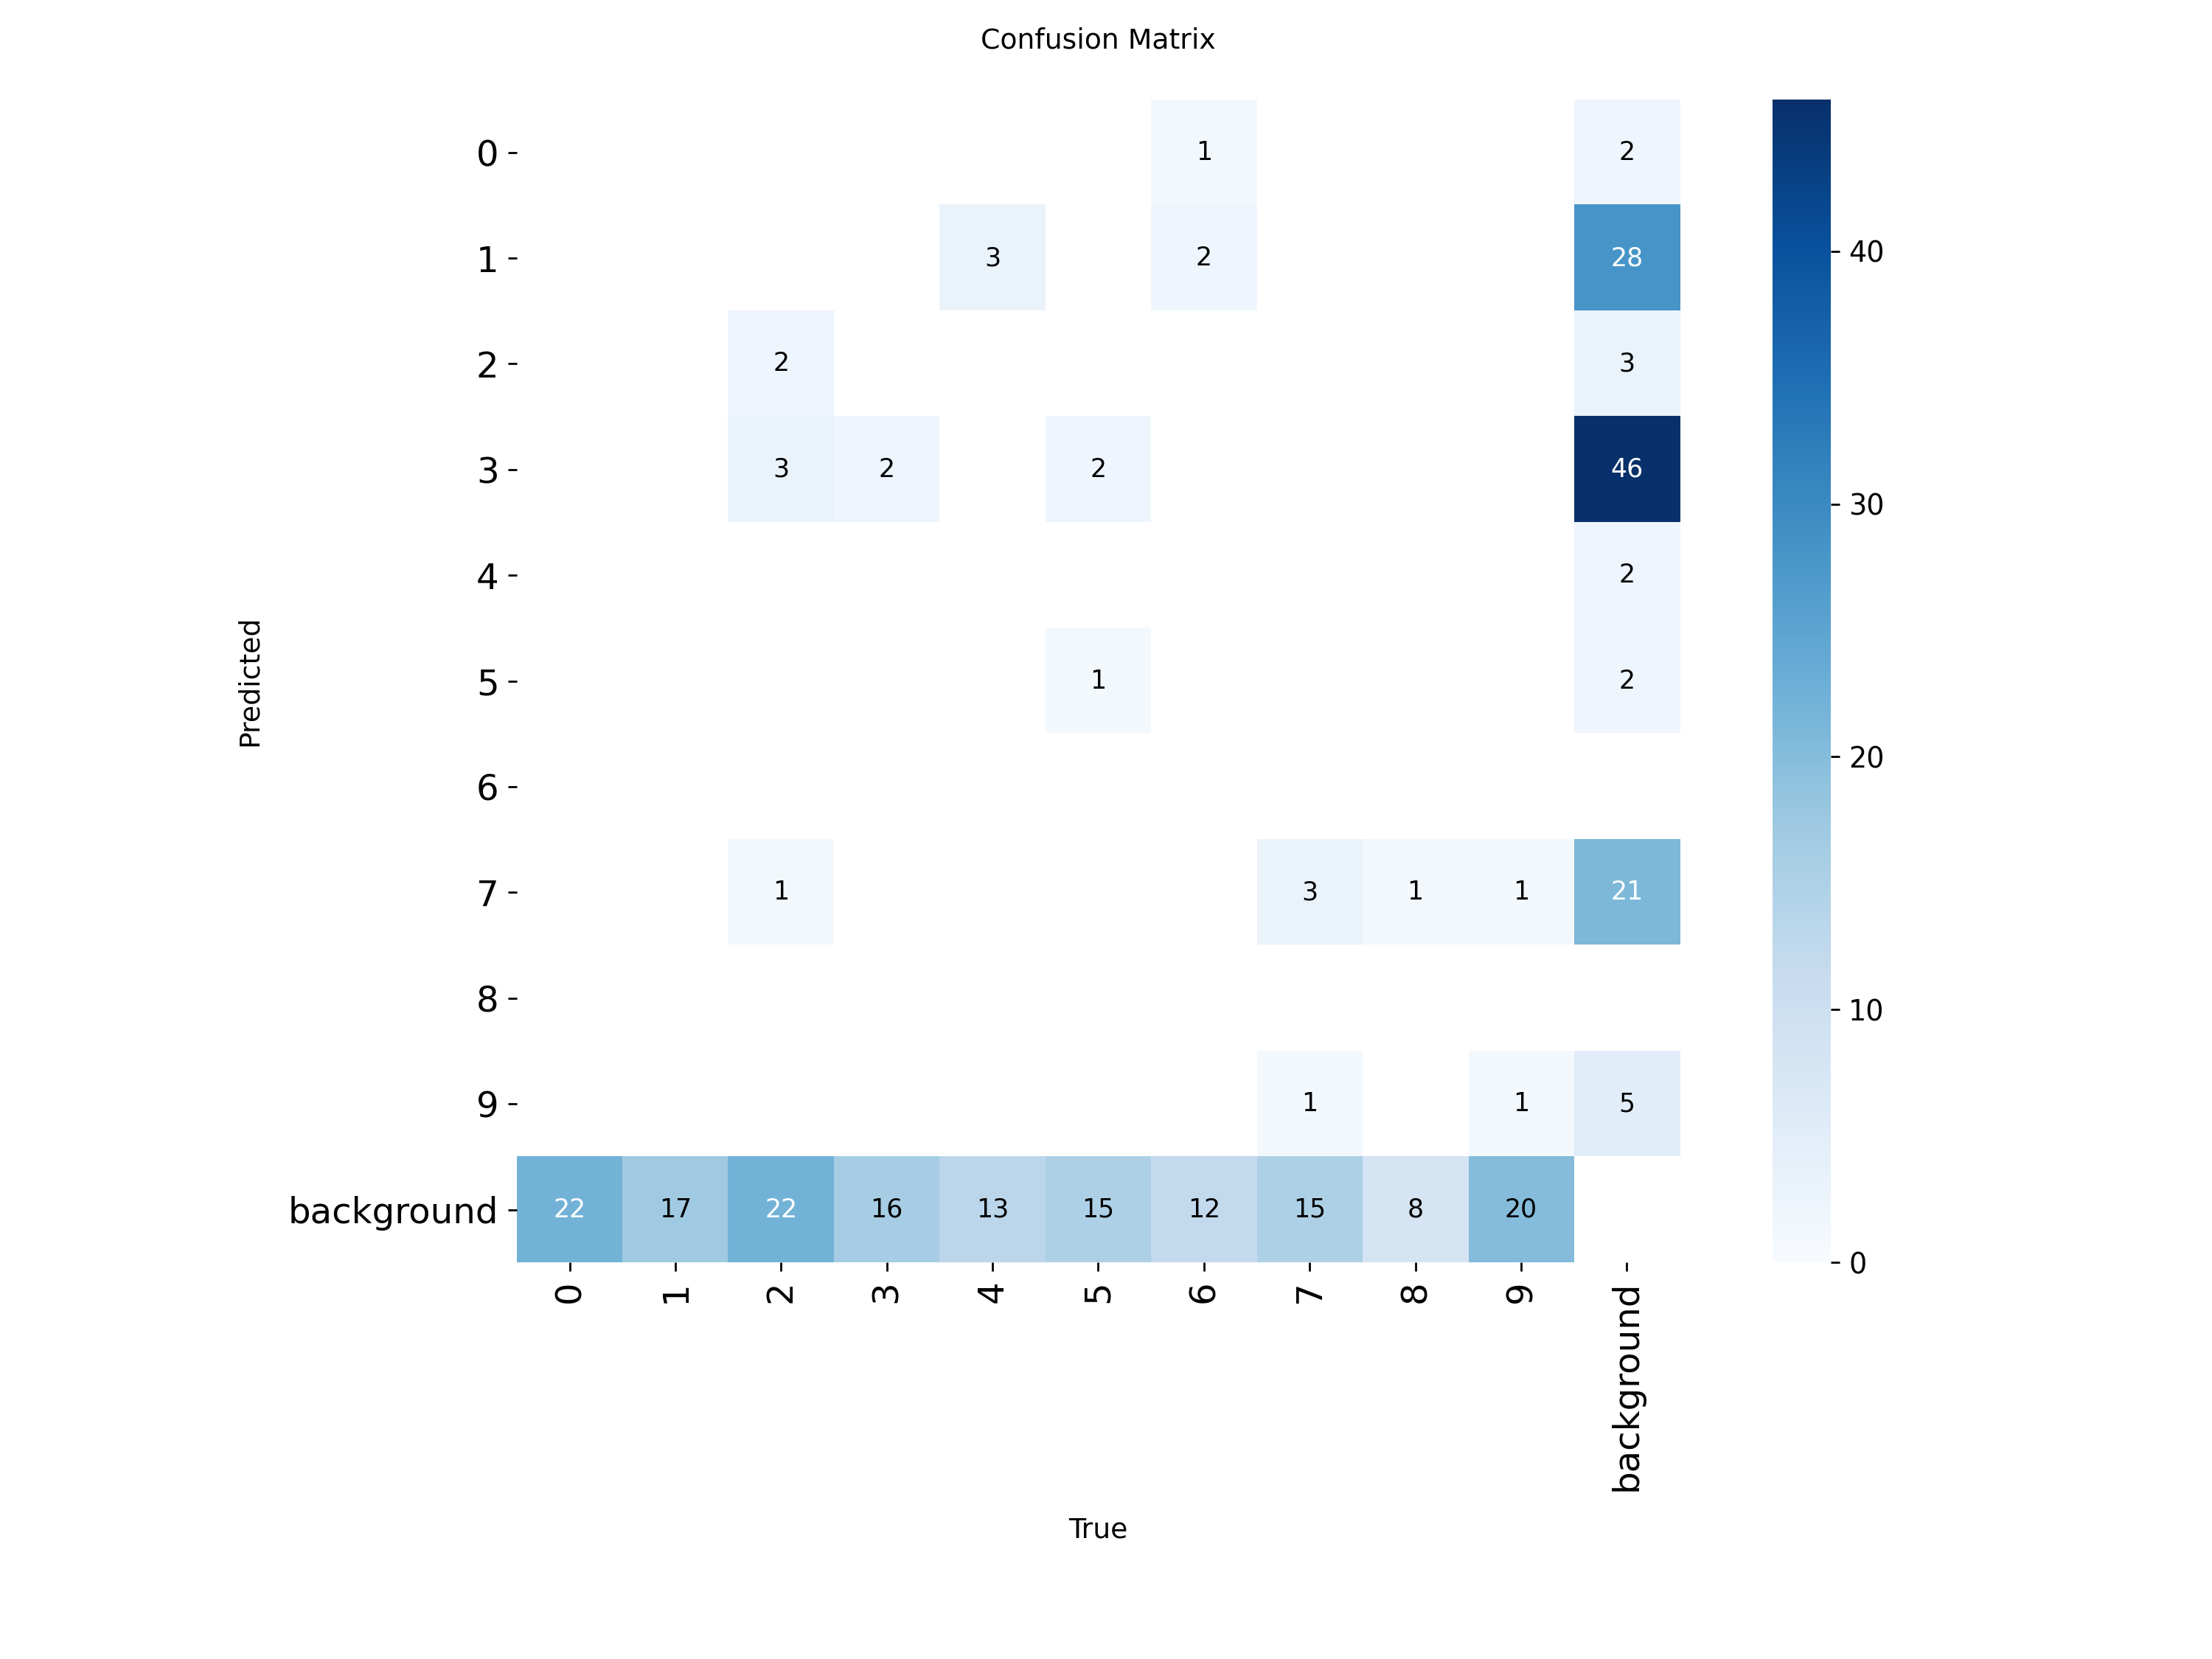 Confusion Matrix
0 1 2
1 3 2 28 40
2 2 3
3 3 2 2 46 30
4 2
5 1 2
20
6
7 1 3 1 1 21
8
10
9 1 1 5
background 22 17 22 16 13 15 12 15 8 20
0
0 1 2 3 4 5 6 7 8 9 background
Predicted
True